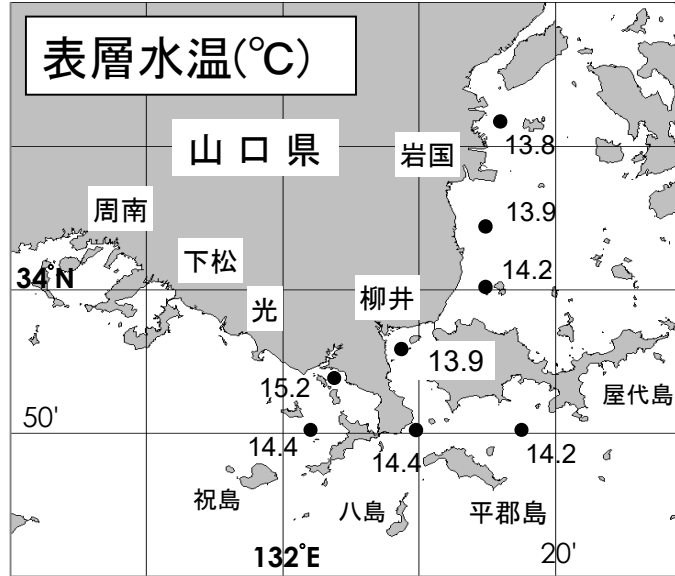 表層水温(℃)
山口県
岩国
13.8
周南
13.9
下松
34°N
14.2
光
柳井
13.9
15.2
屋代島
50'
14.4
14.4
14.2
祝島
八島
平郡島
132°E
20'